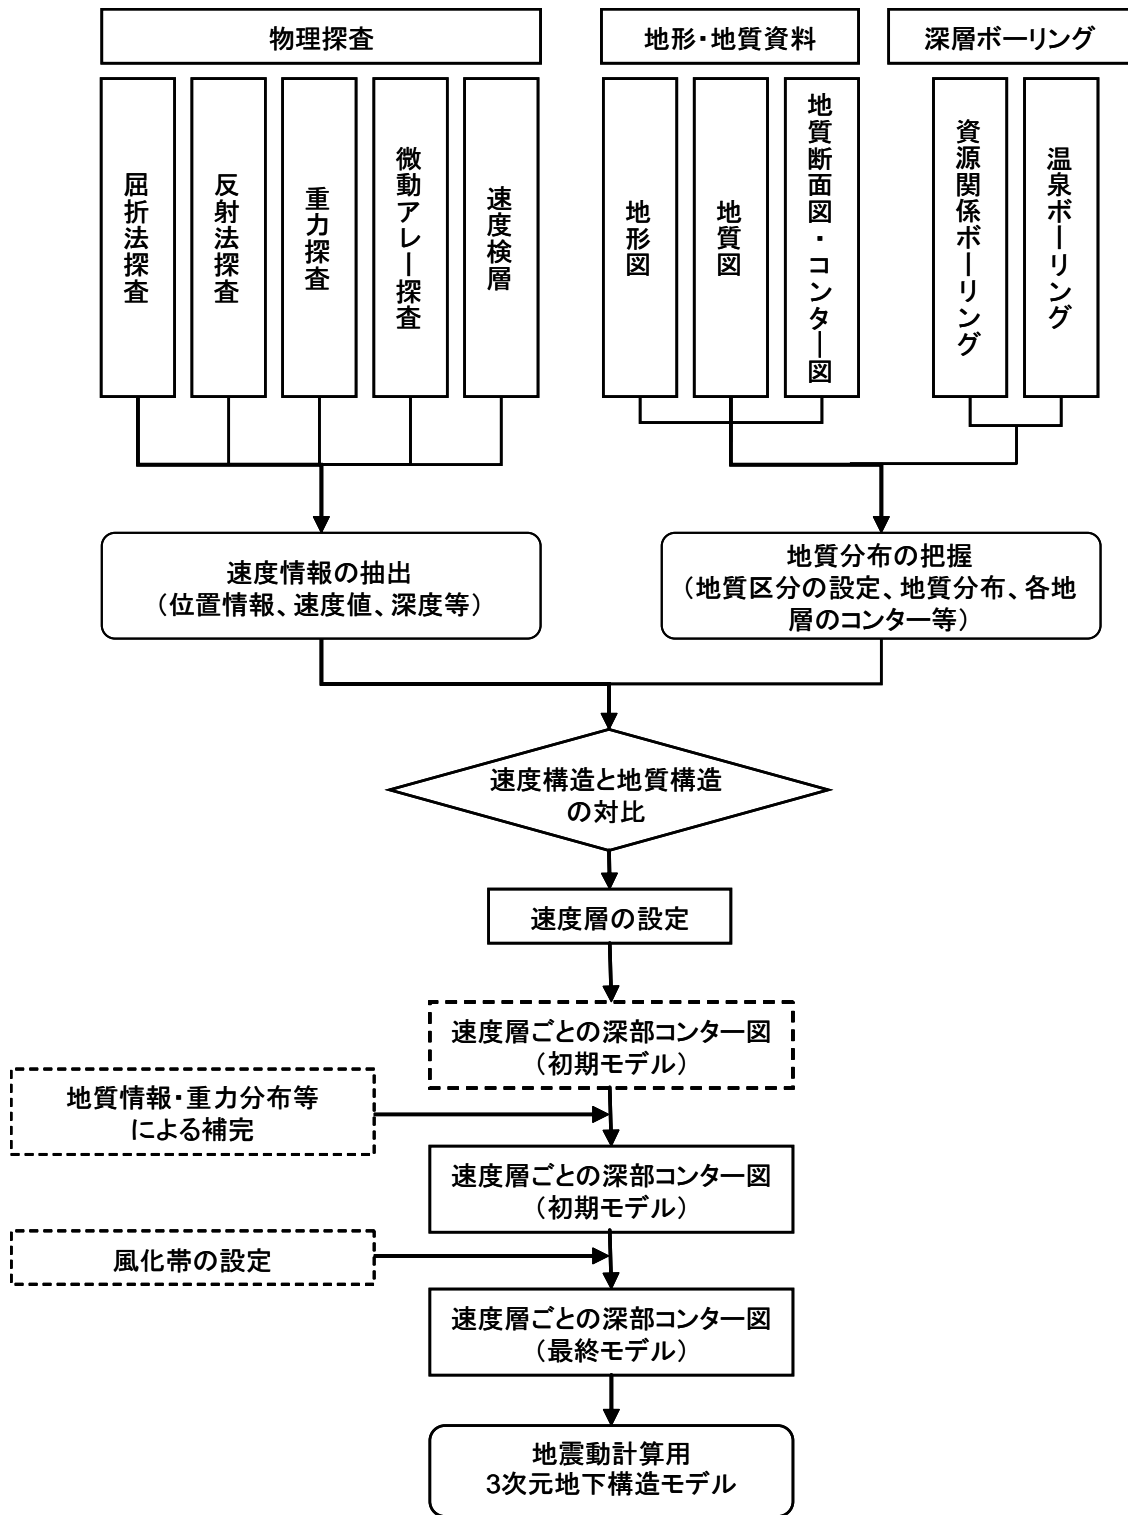 物理探査
地形・地質資料
深層ボーリング
屈折法探査
反射法探査
重力探査
微動アレー探査
速度検層
地形図
地質図
地質断面図・コンター図
資源関係ボーリング
温泉ボーリング
速度情報の抽出
（位置情報、速度値、深度等）
地質分布の把握
（地質区分の設定、地質分布、各地
層のコンター等）
速度構造と地質構造
の対比
速度層の設定
速度層ごとの深部コンター図
（初期モデル）
地質情報・重力分布等
による補完
速度層ごとの深部コンター図
（初期モデル）
風化帯の設定
速度層ごとの深部コンター図
（最終モデル）
地震動計算用
3次元地下構造モデル